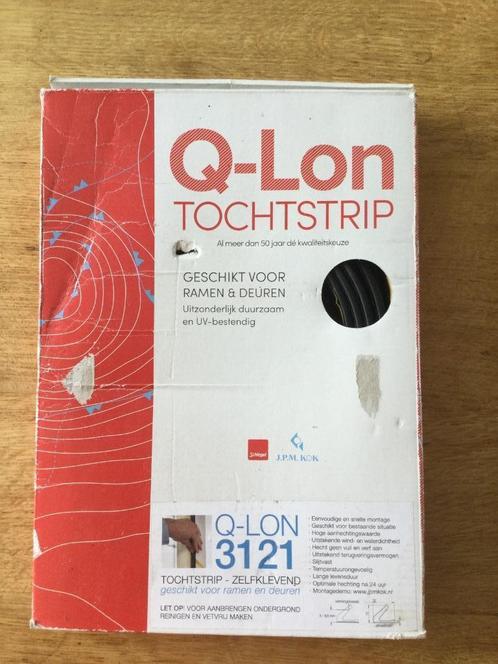 Q-Lon
TOCHTSTRIP
Al meer dan 50 jaar dé kwaliteitskeuze
GESCHIKT VOOR
RAMEN & DEUREN
Uitzonderlijk duurzaam
en UV-bestendig
Schlegel
J.P.M. KOK
Q-LON
3121
TOCHTSTRIP - ZELFKLEVEND
geschikt voor ramen en deuren
LET OP! VOOR AANBRENGEN ONDERGROND
REINIGEN EN VETVRIJ MAKEN
· Eenvoudige en snelle montage
· Geschikt voor bestaande situatie
· Hoge aanhechtingswaarde
· Uitstekende wind- en waterdichtheid
· Hecht geen vuil en verf aan
· Uitstekend terugveringsvermogen
· Slijtvast
· Temperatuurongevoelig
· Lange levensduur
· Optimale hechting na 24 uur
· Montagedemo: www.jpmkok.nl